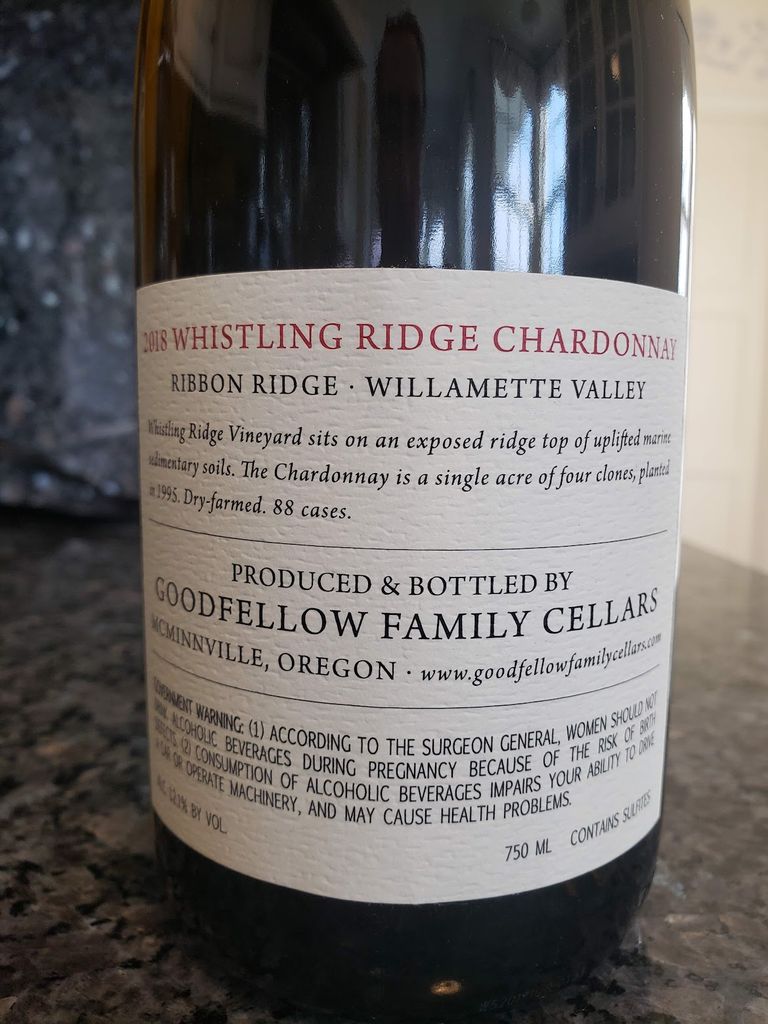 2018 WHISTLING RIDGE CHARDONNAY
RIBBON RIDGE · WILLAMETTE VALLEY
Whistling Ridge Vineyard sits on an exposed ridge top of uplifted marine
sedimentary soils. The Chardonnay is a single acre of four clones, planted
in 1995. Dry-farmed. 88 cases.
PRODUCED & BOTTLED BY
GOODFELLOW FAMILY CELLARS
MCMINNVILLE, OREGON · www.goodfellowfamilycellars.com
GOVERNMENT WARNING: (1) ACCORDING TO THE SURGEON GENERAL, WOMEN SHOULD NOT
DRINK ALCOHOLIC BEVERAGES DURING PREGNANCY BECAUSE OF THE RISK OF BIRTH
DEFECTS. (2) CONSUMPTION OF ALCOHOLIC BEVERAGES IMPAIRS YOUR ABILITY TO DRIVE
A CAR OR OPERATE MACHINERY, AND MAY CAUSE HEALTH PROBLEMS.
ALC. 12.1% BY VOL.
750 ML CONTAINS SULFITES